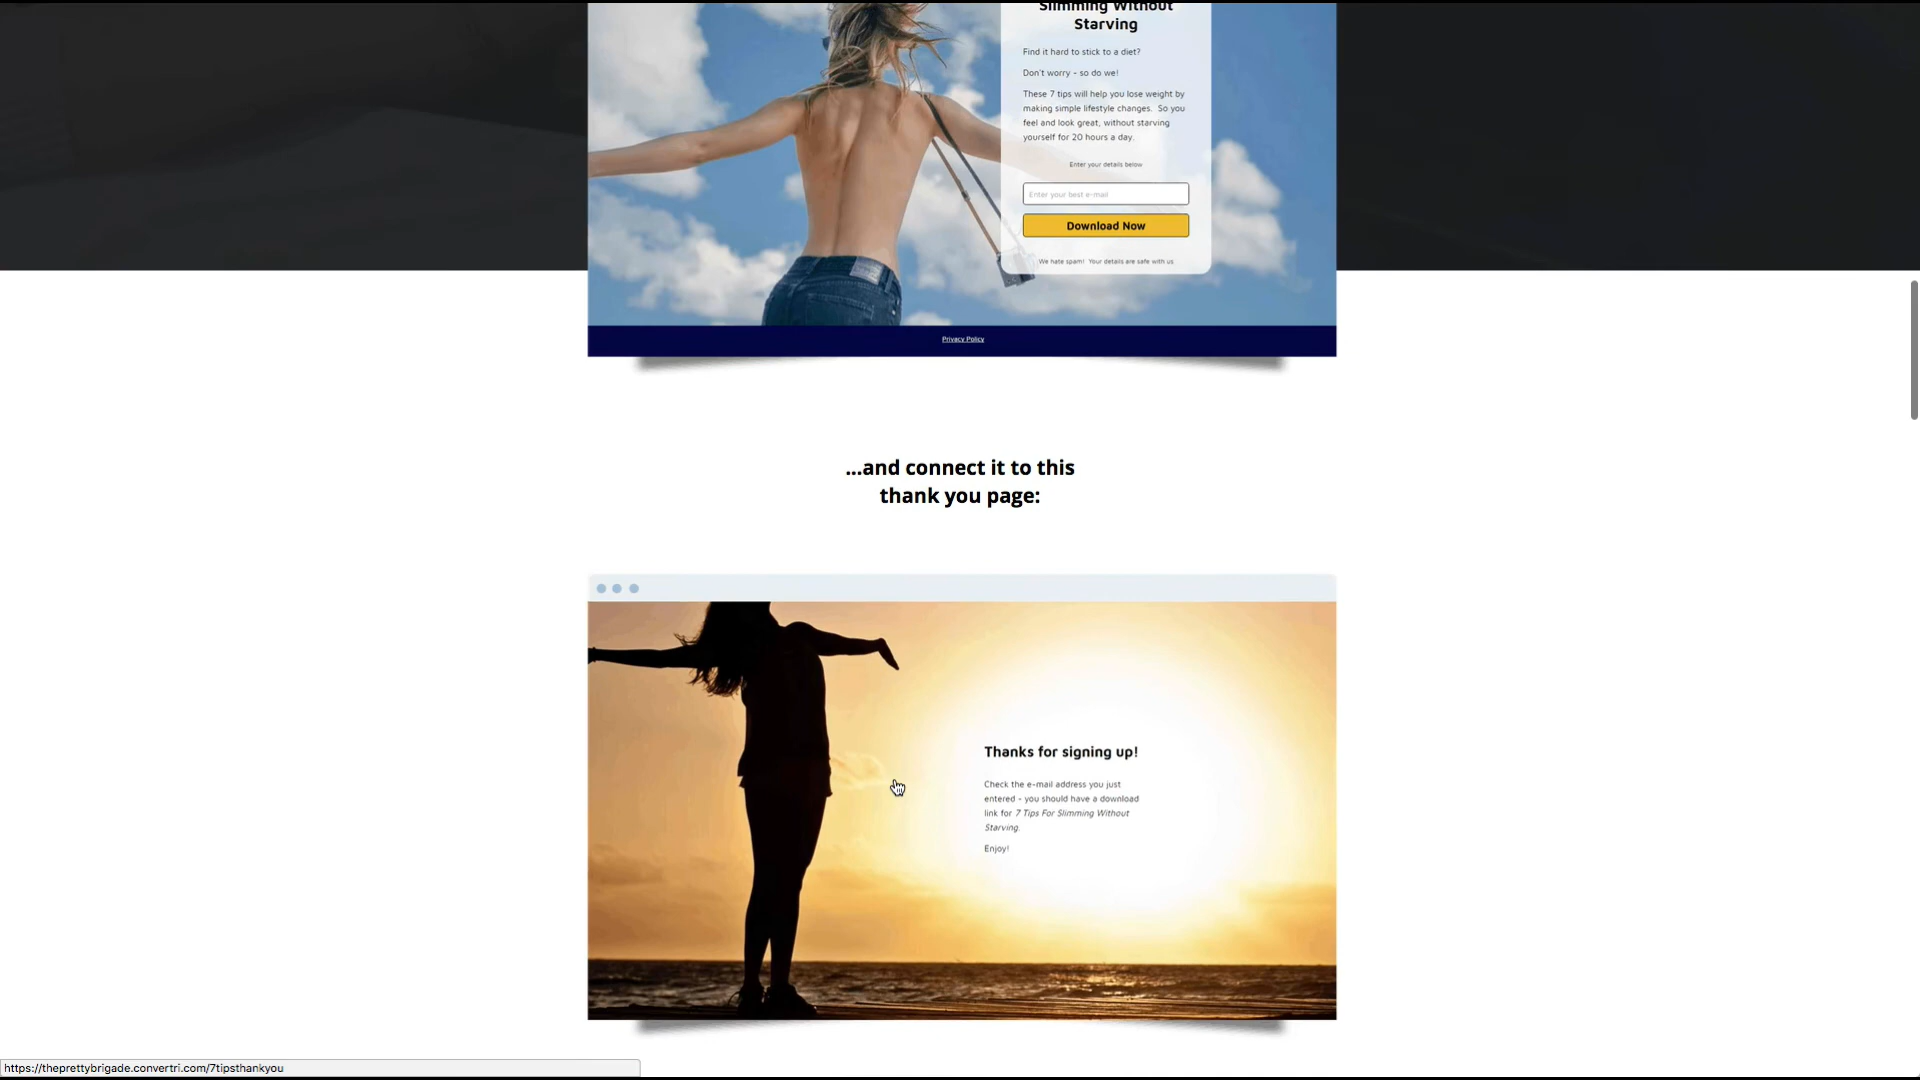 Slimming Without
Starving
Find it hard to stick to a diet?
Don't worry - so do we!
These 7 tips will help you lose weight by
making simple lifestyle changes. So you
feel and look great, without starving
yourself for 20 hours a day.
Enter your details below
Enter your best e-mail
Download Now
We hate spam! Your details are safe with us
Privacy Policy
...and connect it to this
thank you page:
Thanks for signing up!
Check the e-mail address you just
entered - you should have a download
link for 7 Tips For Slimming Without
Starving.
Enjoy!
https://theprettybrigade.convertri.com/7tipsthankyou